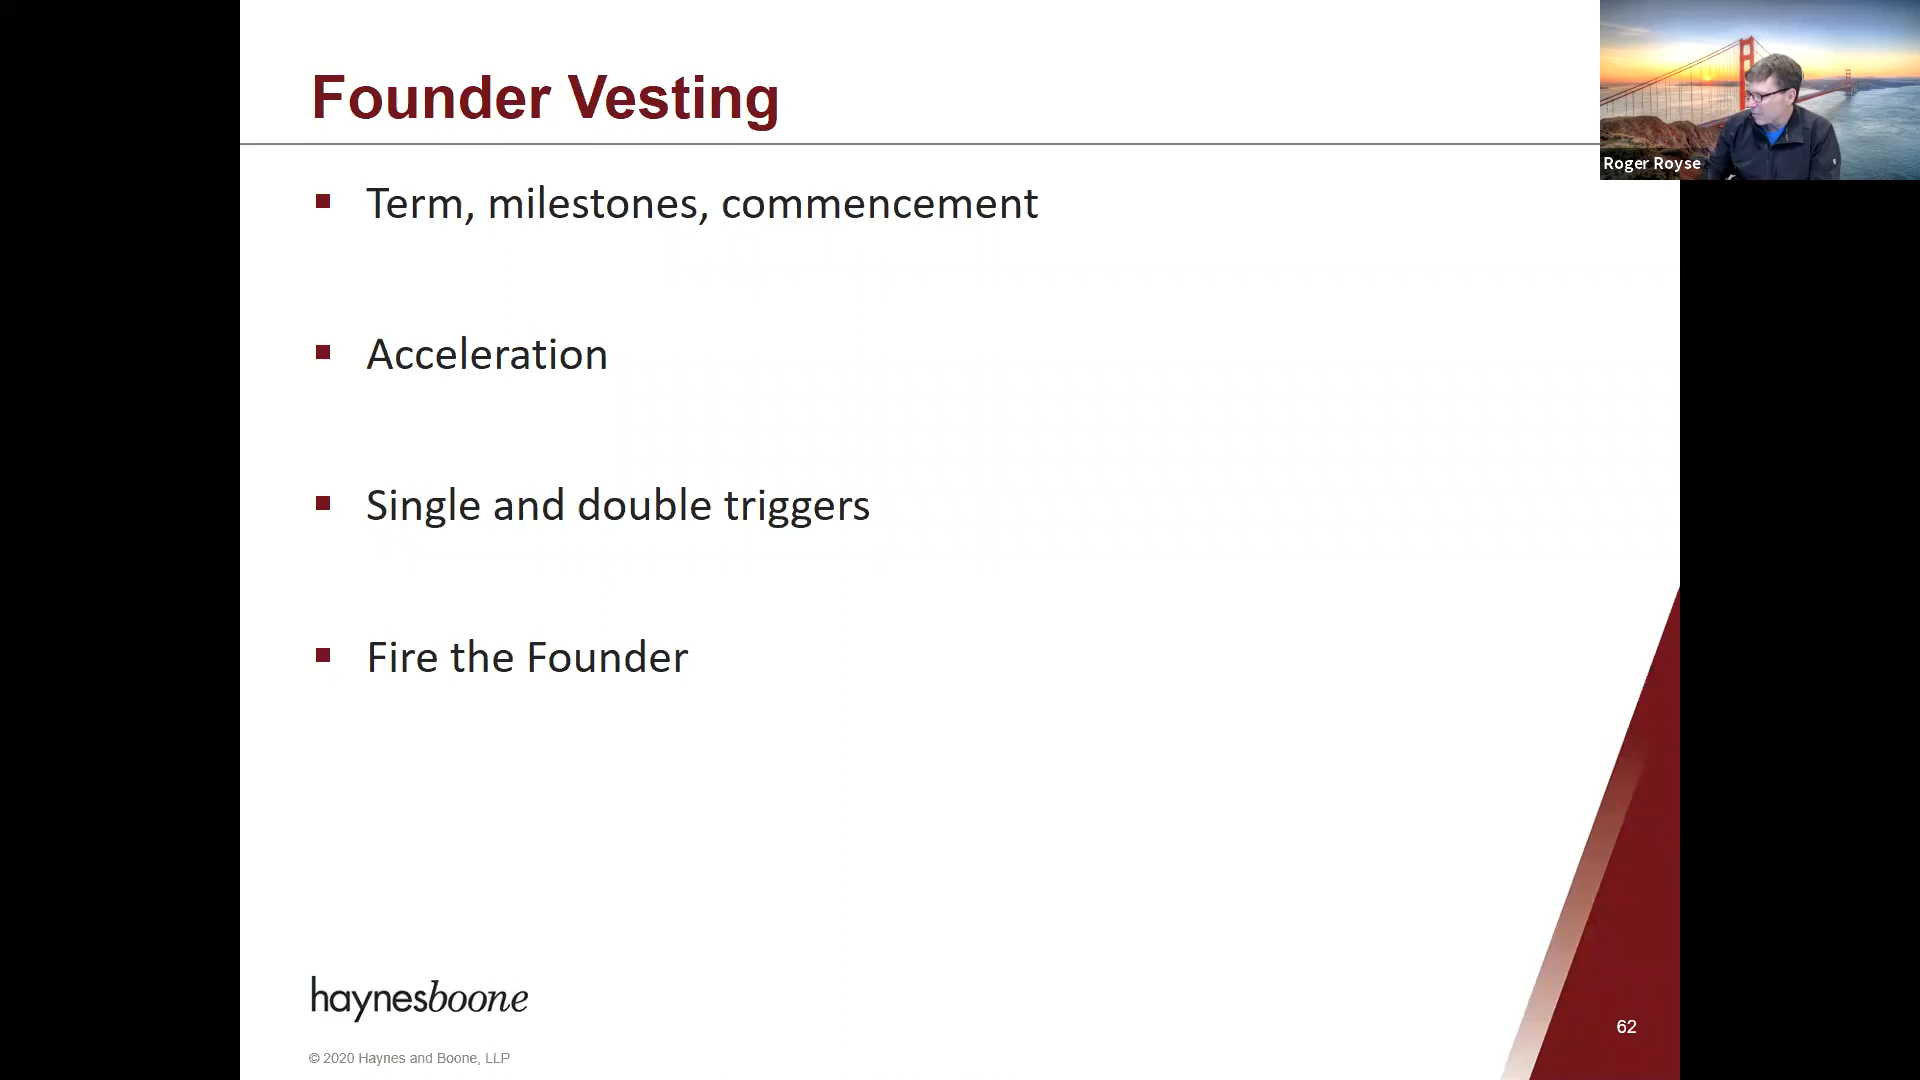 Founder Vesting
Roger Royse
Term, milestones, commencement
Acceleration
Single and double triggers
Fire the Founder
haynesboone
62
© 2020 Haynes and Boone, LLP